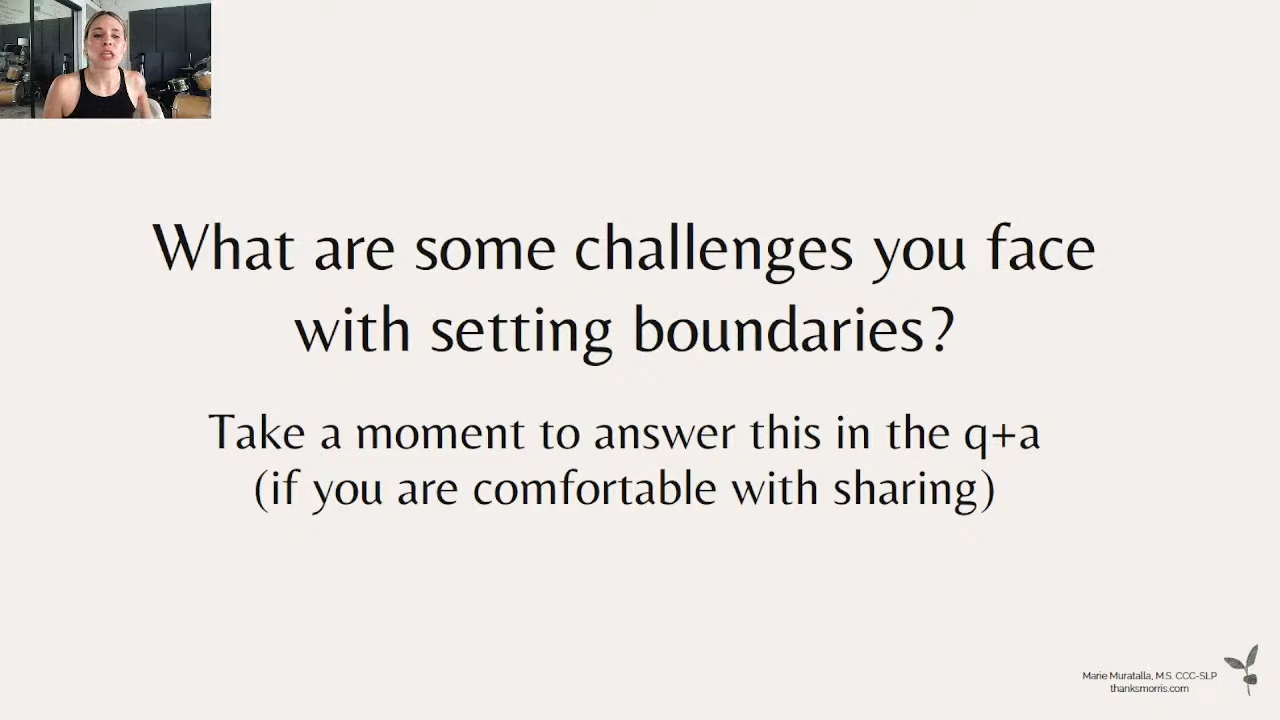 What are some challenges you face
with setting boundaries?
Take a moment to answer this in the q+a
(if you are comfortable with sharing)
Marie Muratalla, M.S. CCC-SLP
thanksmorris.com